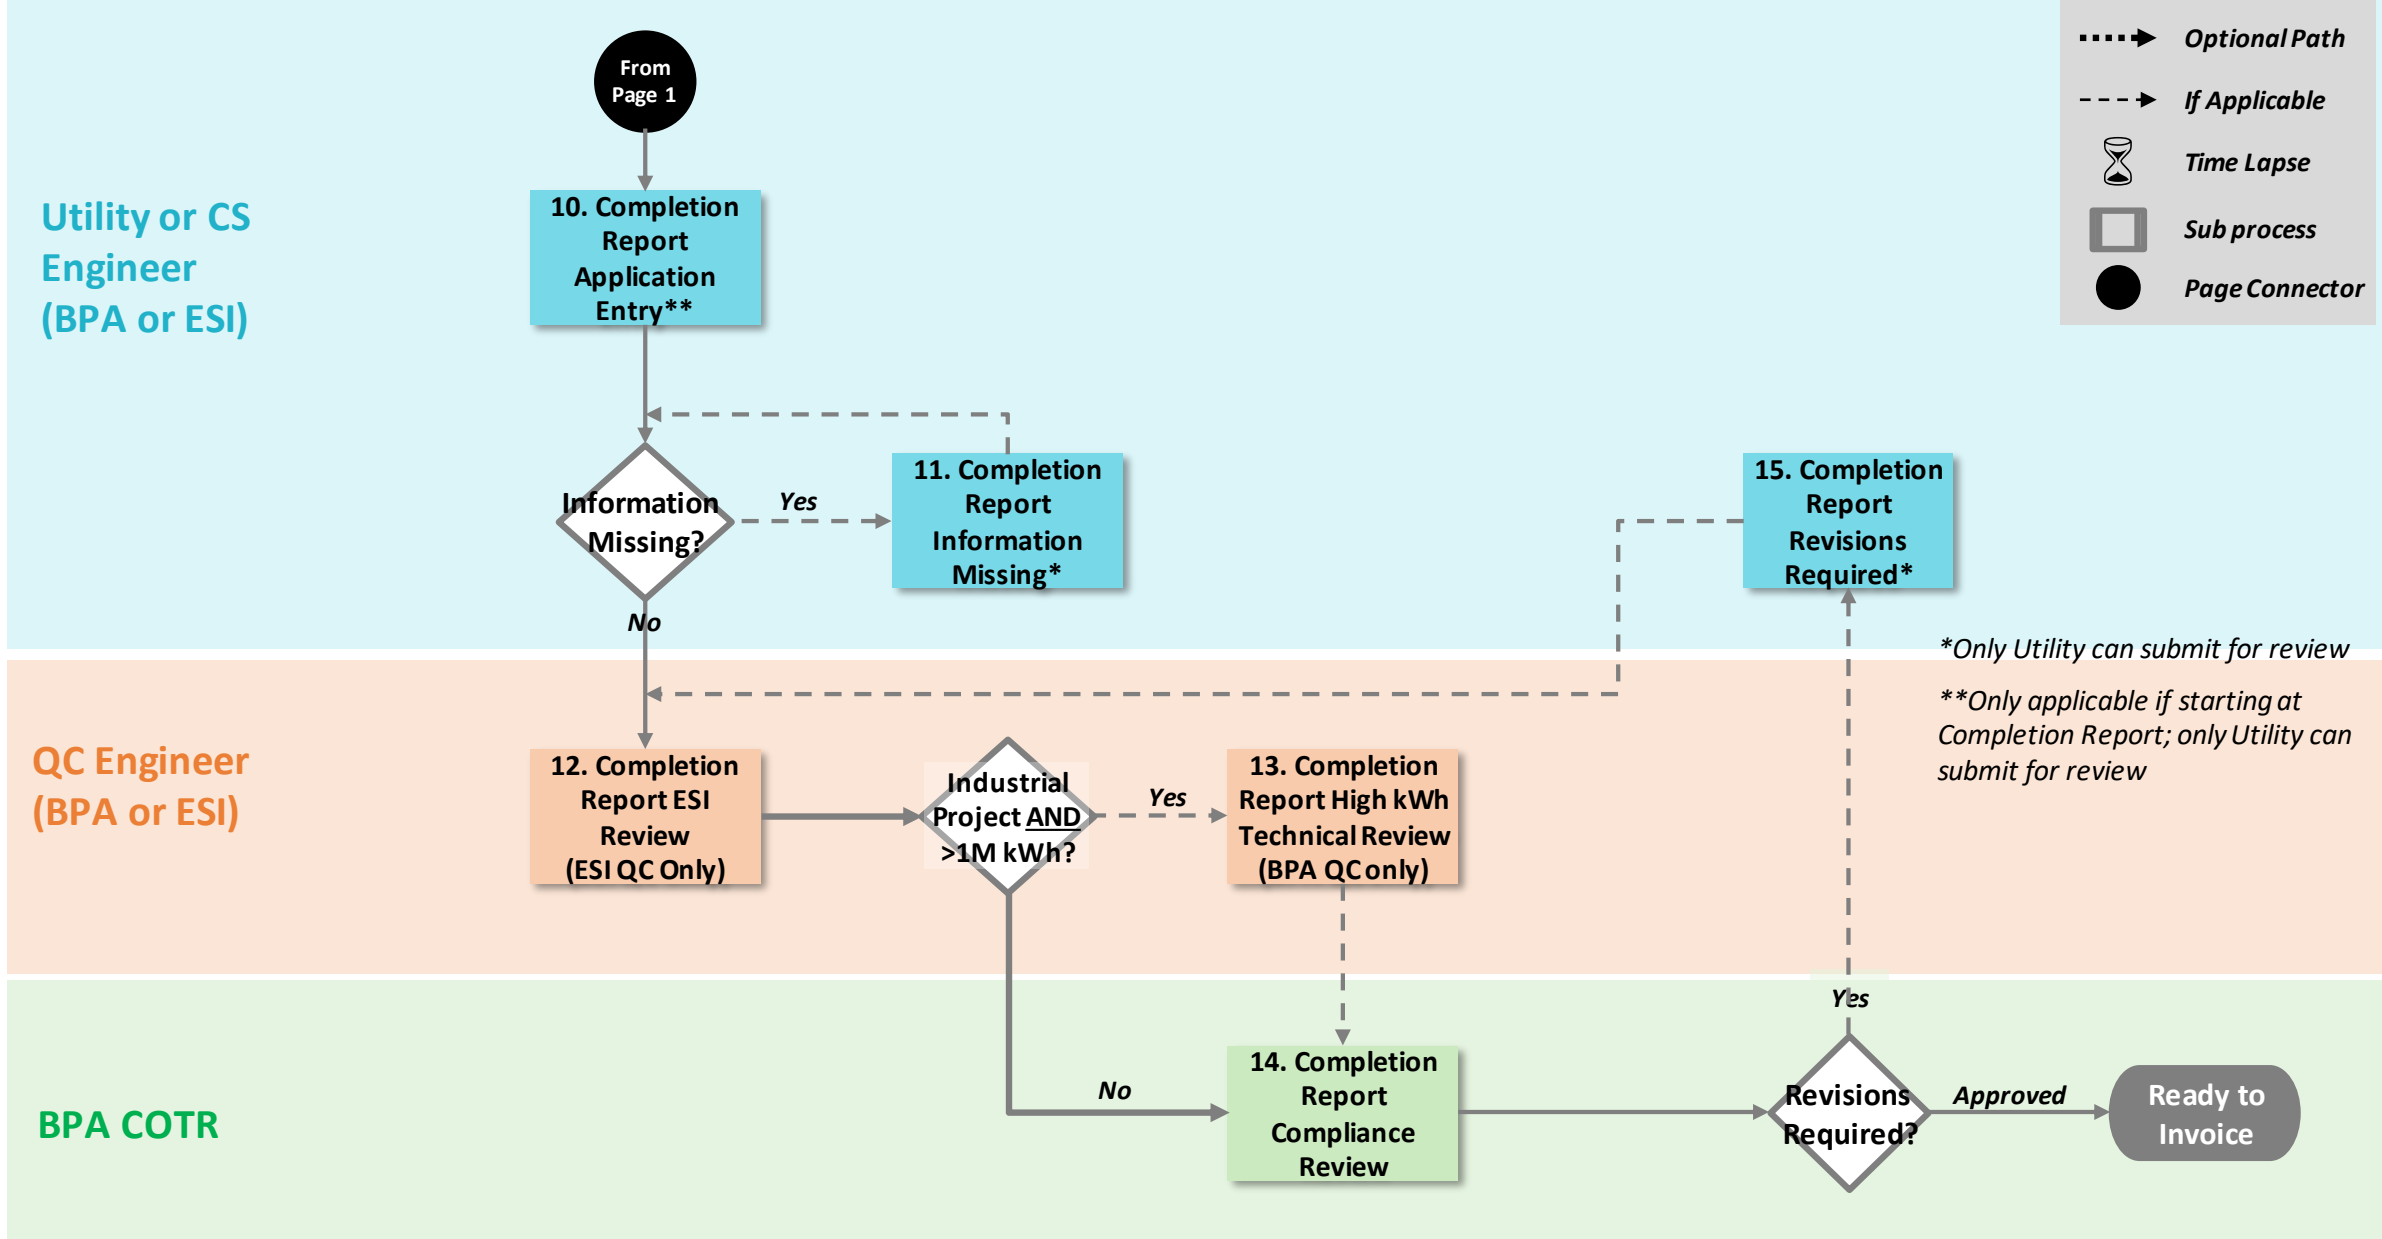 From
Page 1
Optional Path
If Applicable
Time Lapse
Sub process
Page Connector
Utility or CS
Engineer
(BPA or ESI)
10. Completion
Report
Application
Entry**
Information
Missing?
Yes
11. Completion
Report
Information
Missing*
15. Completion
Report
Revisions
Required*
No
*Only Utility can submit for review
**Only applicable if starting at
Completion Report; only Utility can
submit for review
QC Engineer
(BPA or ESI)
12. Completion
Report ESI
Review
(ESI QC Only)
Industrial
Project AND
>1M kWh?
Yes
13. Completion
Report High kWh
Technical Review
(BPA QC only)
Yes
BPA COTR
No
14. Completion
Report
Compliance
Review
Revisions
Required?
Approved
Ready to
Invoice